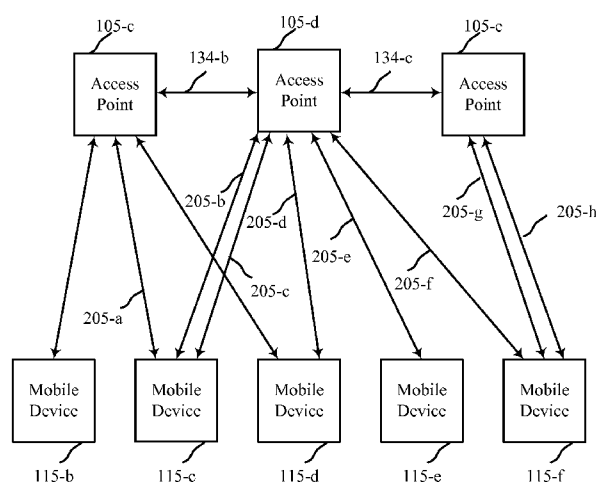 105-c
105-d
105-c
134-b
134-c
Access
Point
Access
Point
Access
Point
205-b
205-d
205-g
205-h
205-e
205-a
205-c
205-f
Mobile
Device
Mobile
Device
Mobile
Device
Mobile
Device
Mobile
Device
115-b
115-c
115-d
115-e
115-f